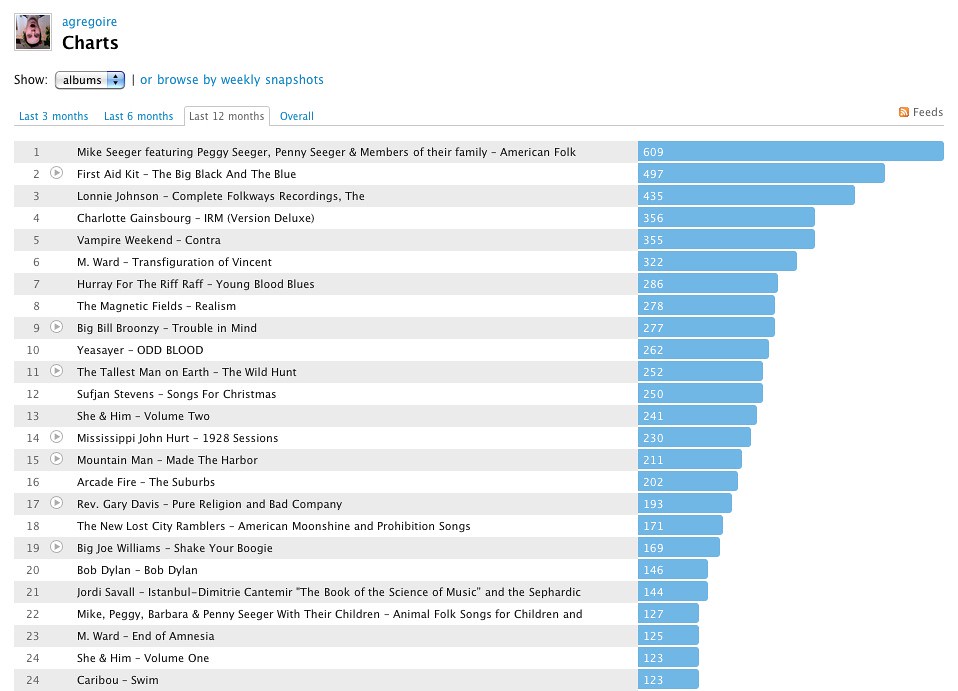 agregoire
Charts
Show: albums | or browse by weekly snapshots
Last 3 months Last 6 months Last 12 months Overall Feeds
1 Mike Seeger featuring Peggy Seeger, Penny Seeger & Members of their family – American Folk 609
2 First Aid Kit – The Big Black And The Blue 497
3 Lonnie Johnson – Complete Folkways Recordings, The 435
4 Charlotte Gainsbourg – IRM (Version Deluxe) 356
5 Vampire Weekend – Contra 355
6 M. Ward – Transfiguration of Vincent 322
7 Hurray For The Riff Raff – Young Blood Blues 286
8 The Magnetic Fields – Realism 278
9 Big Bill Broonzy – Trouble in Mind 277
10 Yeasayer – ODD BLOOD 262
11 The Tallest Man on Earth – The Wild Hunt 252
12 Sufjan Stevens – Songs For Christmas 250
13 She & Him – Volume Two 241
14 Mississippi John Hurt – 1928 Sessions 230
15 Mountain Man – Made The Harbor 211
16 Arcade Fire – The Suburbs 202
17 Rev. Gary Davis – Pure Religion and Bad Company 193
18 The New Lost City Ramblers – American Moonshine and Prohibition Songs 171
19 Big Joe Williams – Shake Your Boogie 169
20 Bob Dylan – Bob Dylan 146
21 Jordi Savall – Istanbul–Dimitrie Cantemir "The Book of the Science of Music" and the Sephardic 144
22 Mike, Peggy, Barbara & Penny Seeger With Their Children – Animal Folk Songs for Children and 127
23 M. Ward – End of Amnesia 125
24 She & Him – Volume One 123
24 Caribou – Swim 123